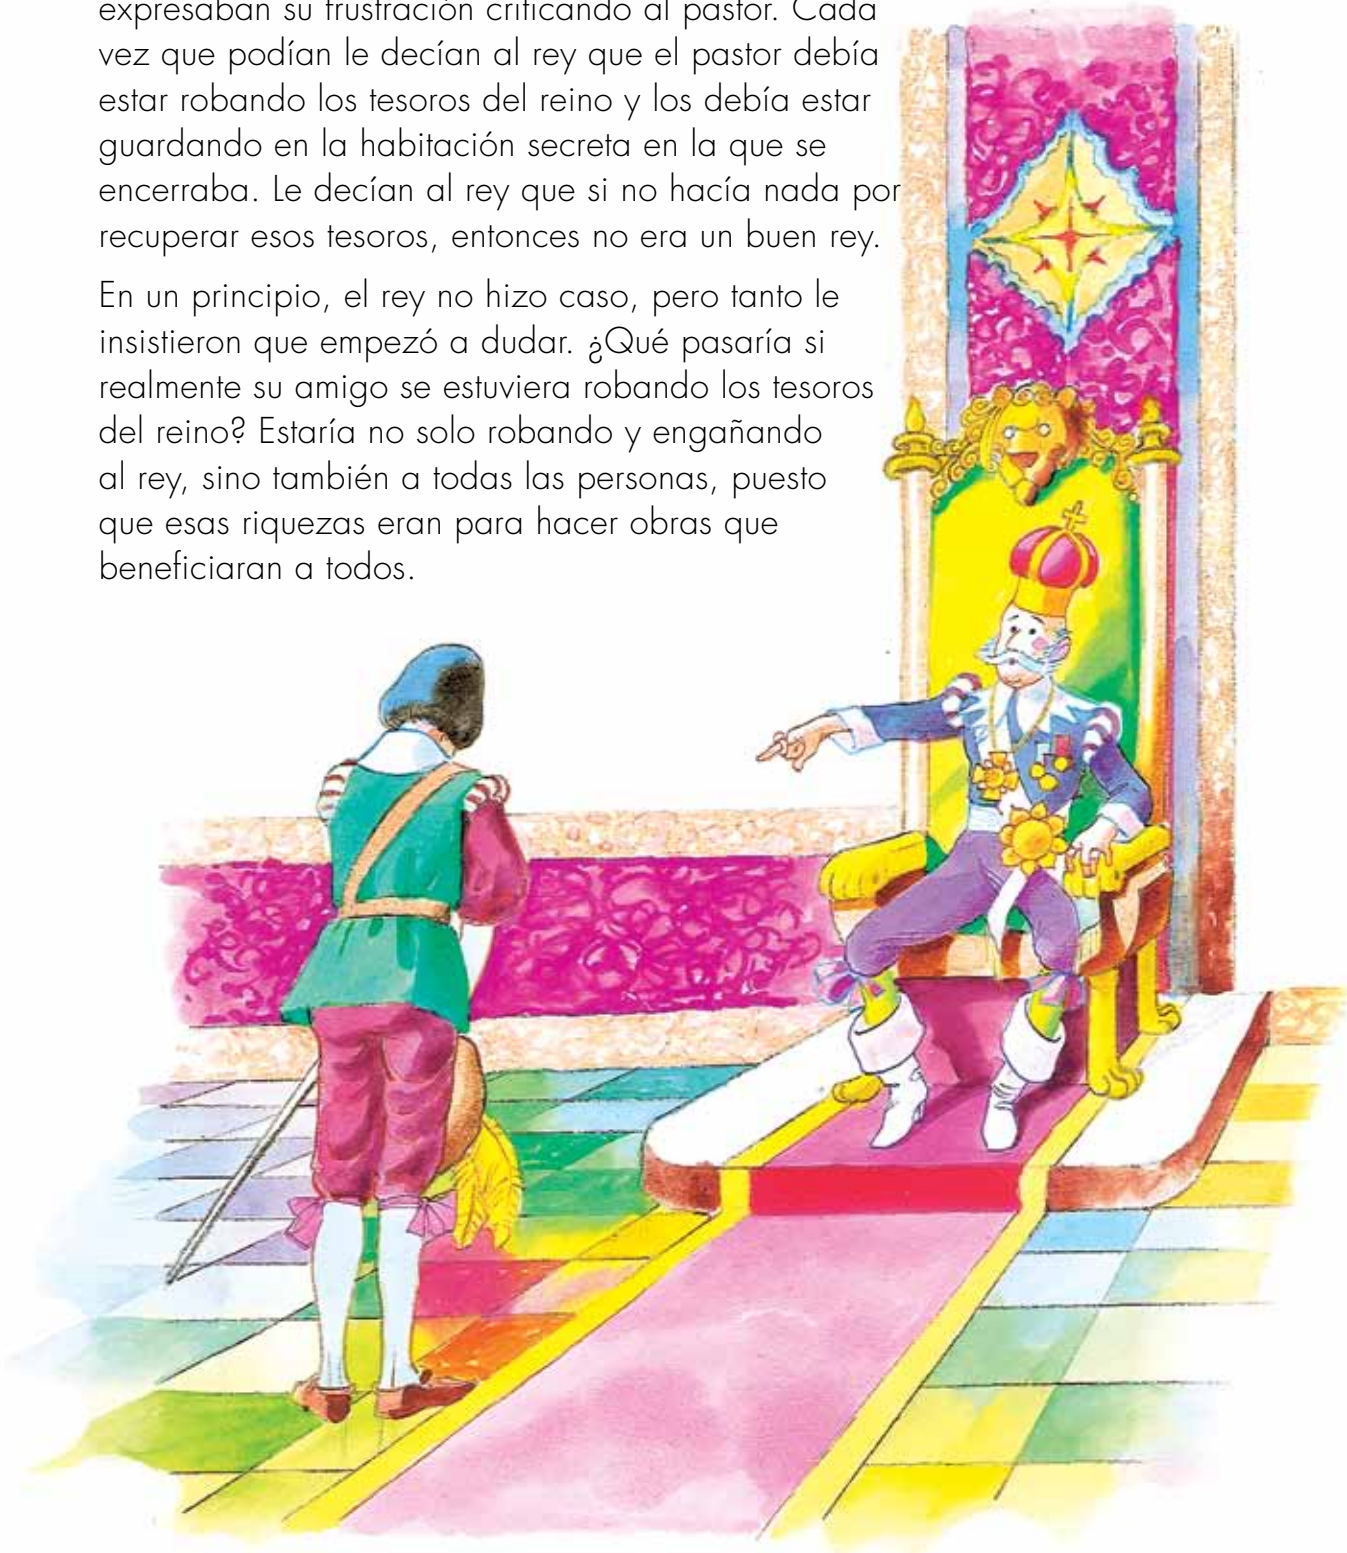 expresaban su frustración criticando al pastor. Cada
vez que podían le decían al rey que el pastor debía
estar robando los tesoros del reino y los debía estar
guardando en la habitación secreta en la que se
encerraba. Le decían al rey que si no hacía nada por
recuperar esos tesoros, entonces no era un buen rey.
En un principio, el rey no hizo caso, pero tanto le
insistieron que empezó a dudar. ¿Qué pasaría si
realmente su amigo se estuviera robando los tesoros
del reino? Estaría no solo robando y engañando
al rey, sino también a todas las personas, puesto
que esas riquezas eran para hacer obras que
beneficiaran a todos.